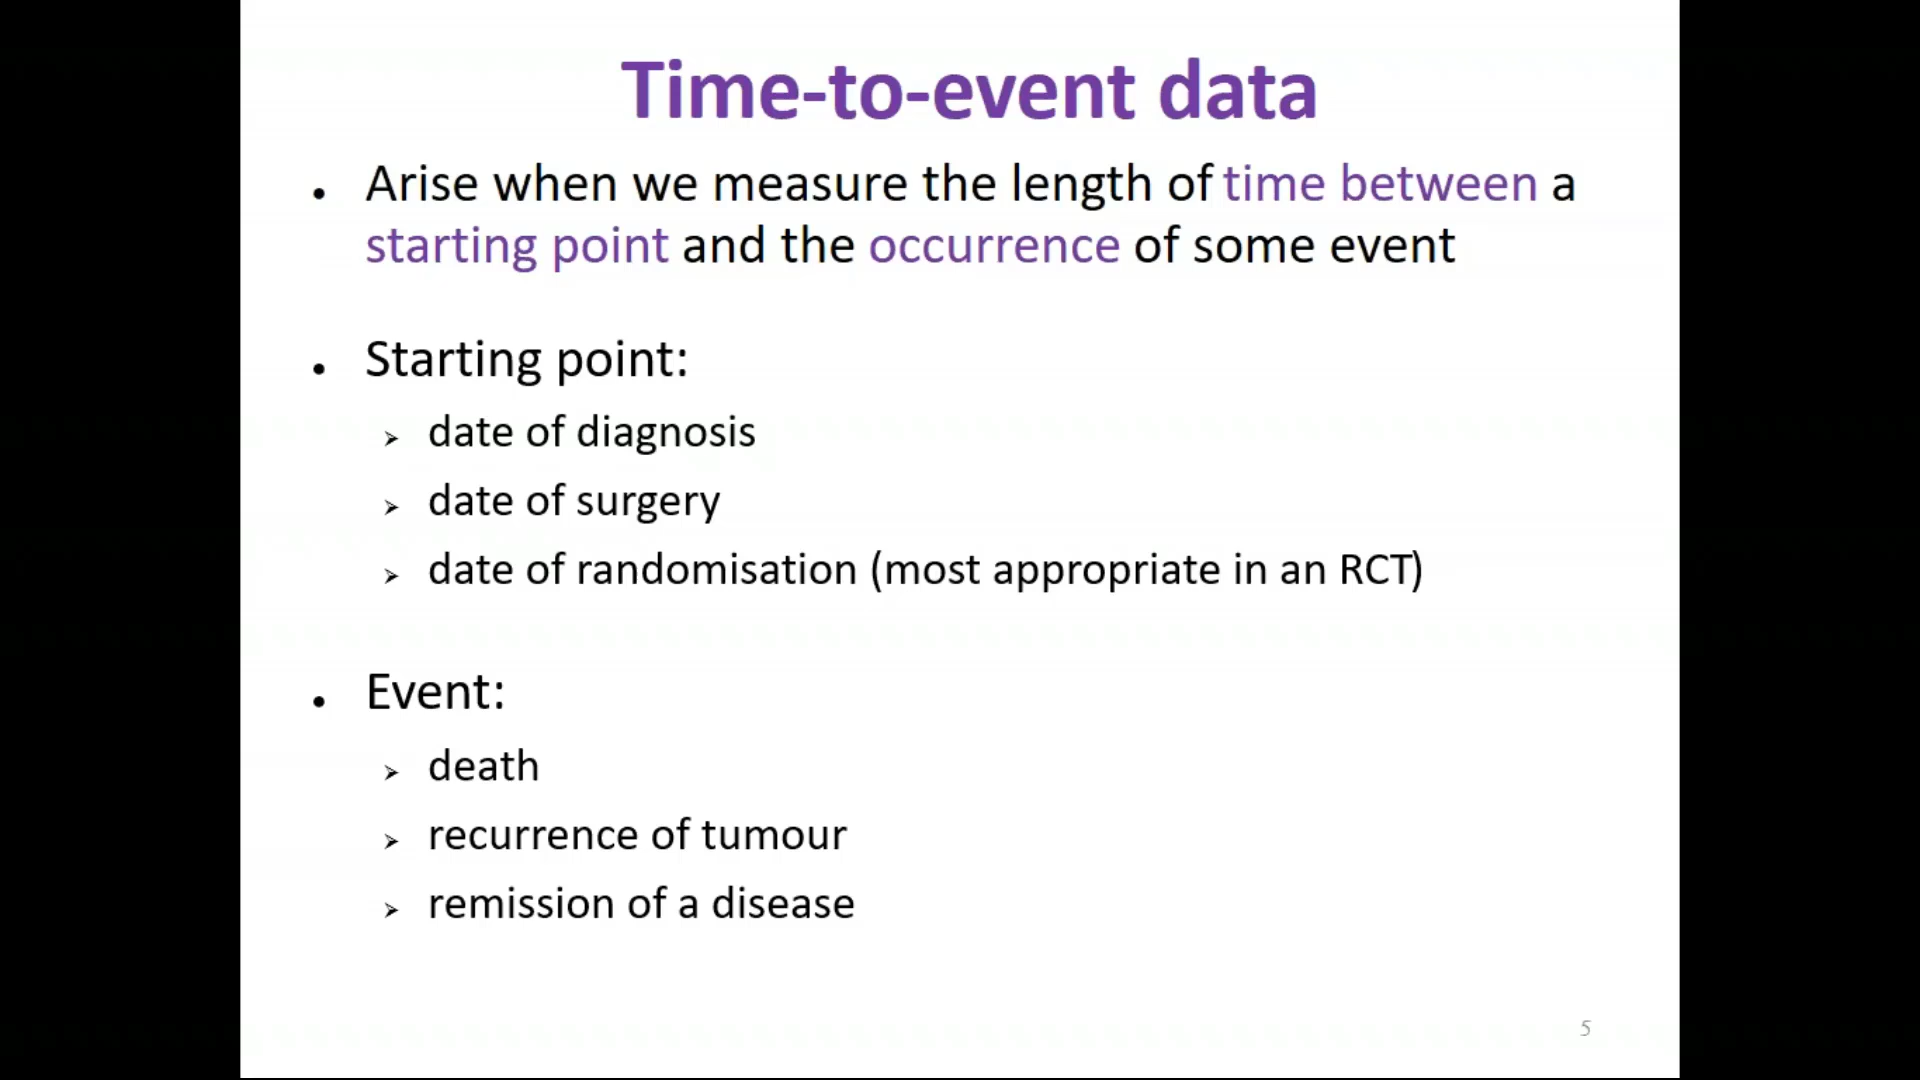 Time-to-event data
• Arise when we measure the length of time between a
starting point and the occurrence of some event
• Starting point:
➢ date of diagnosis
➢ date of surgery
➢ date of randomisation (most appropriate in an RCT)
• Event:
➢ death
➢ recurrence of tumour
➢ remission of a disease
5